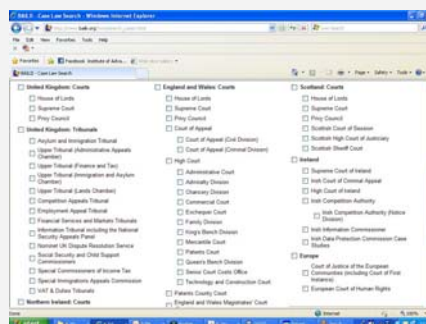 BAILII - Case Law Search - Windows Internet Explorer
File Edit View Favorites Tools Help
Favorites
BAILII - Case Law Search
Page Safety Tools
United Kingdom: Courts
House of Lords
Supreme Court
Privy Council
United Kingdom: Tribunals
Asylum and Immigration Tribunal
Upper Tribunal (Administrative Appeals
Chamber)
Upper Tribunal (Finance and Tax)
Upper Tribunal (Immigration and Asylum
Chamber)
Upper Tribunal (Lands Chamber)
Competition Appeals Tribunal
Employment Appeal Tribunal
Financial Services and Markets Tribunals
Information Tribunal including the National
Security Appeals Panel
Nominet UK Dispute Resolution Service
Social Security and Child Support
Commissioners
Special Commissioners of Income Tax
Special Immigrations Appeals Commission
VAT & Duties Tribunals
Northern Ireland: Courts
England and Wales: Courts
House of Lords
Supreme Court
Privy Council
Court of Appeal
Court of Appeal (Civil Division)
Court of Appeal (Criminal Division)
High Court
Administrative Court
Admiralty Division
Chancery Division
Commercial Court
Exchequer Court
Family Division
King's Bench Division
Mercantile Court
Patents Court
Queen's Bench Division
Senior Court Costs Office
Technology and Construction Court
Patents County Court
England and Wales Magistrates' Court
Scotland: Courts
House of Lords
Supreme Court
Privy Council
Scottish Court of Session
Scottish High Court of Justiciary
Scottish Sheriff Court
Ireland
Supreme Court of Ireland
Irish Court of Criminal Appeal
High Court of Ireland
Irish Competition Authority
Irish Competition Authority (Notice
Division)
Irish Information Commissioner
Irish Data Protection Commission Case
Studies
Europe
Court of Justice of the European
Communities (including Court of First
Instance)
European Court of Human Rights
Done
Internet
100%